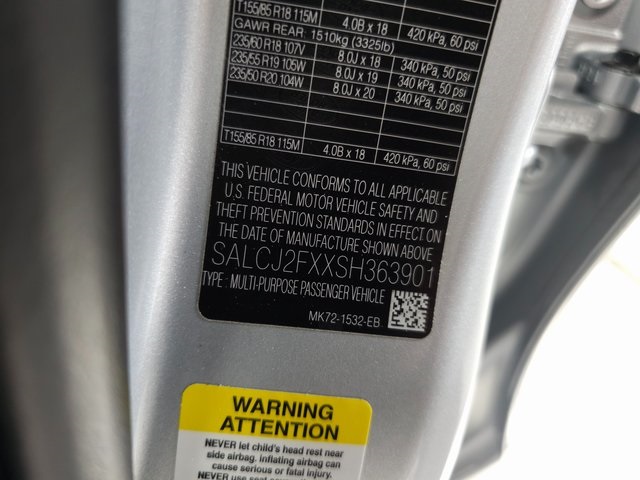 T155/85 R18 115M 4.0B x 18 420 kPa, 60 psi
GAWR REAR 1510kg (3325lb)
235/60 R18 107V 8.0J x 18 340 kPa, 50 psi
235/55 R19 105W 8.0J x 19 340 kPa, 50 psi
235/50 R20 104W 8.0J x 20 340 kPa, 50 psi
T155/85 R18 115M 4.0B x 18 420 kPa, 60 psi
THIS VEHICLE CONFORMS TO ALL APPLICABLE
U.S. FEDERAL MOTOR VEHICLE SAFETY AND
THEFT PREVENTION STANDARDS IN EFFECT ON
THE DATE OF MANUFACTURE SHOWN ABOVE
SALCJ2FXXSH363901
TYPE : MULTI-PURPOSE PASSENGER VEHICLE
MK72-1532-EB
WARNING
ATTENTION
NEVER let child's head rest near
side airbag. inflating airbag can
cause serious or fatal injury.
NEVER use seat